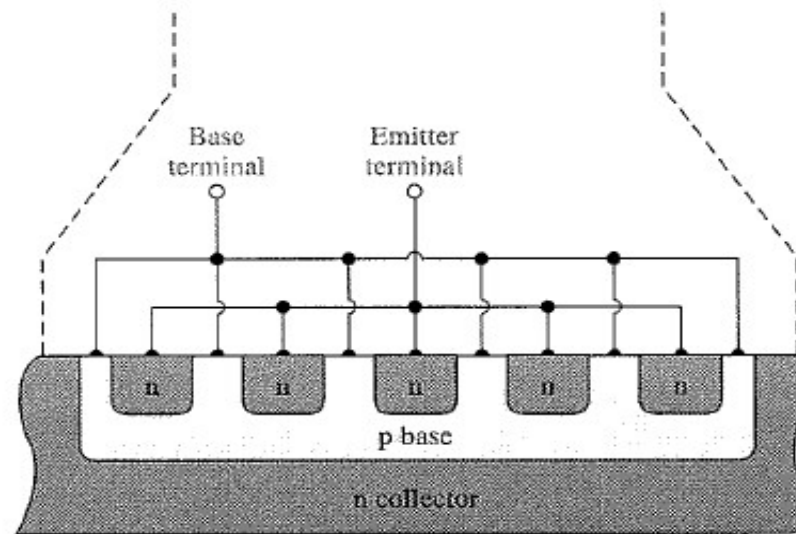 Base
terminal
Emitter
terminal
n
n
n
n
n
p base
n collector